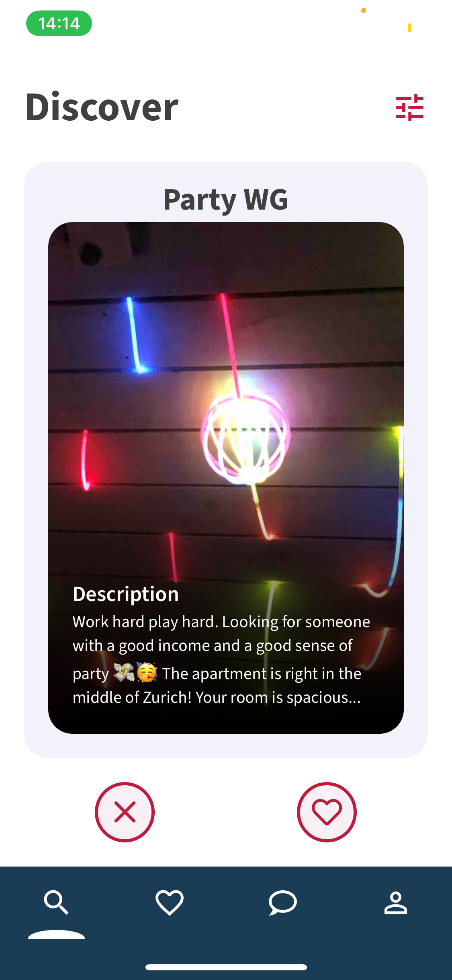 14:14
Discover
Party WG
Description
Work hard play hard. Looking for someone
with a good income and a good sense of
party 💸🥳 The apartment is right in the
middle of Zurich! Your room is spacious...